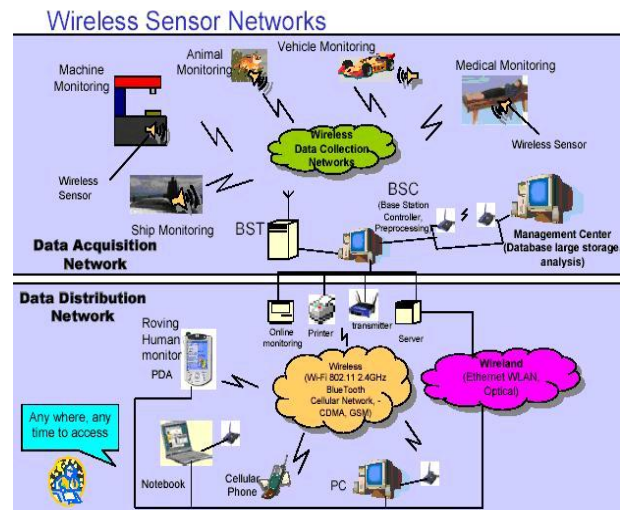 Wireless Sensor Networks
Machine
Monitoring
Animal
Monitoring
Vehicle Monitoring
Medical Monitoring
Wireless
Data Collection
Networks
Wireless Sensor
Wireless
Sensor
Ship Monitoring
BST
BSC
(Base Station
Controller,
Preprocessing)
Management Center
(Database large storage
analysis)
Data Acquisition
Network
Data Distribution
Network
Online
monitoring
Printer
transmitter
Server
Roving
Human
monitor
PDA
Wireless
(Wi-Fi 802.11 2.4GHz
BlueTooth
Cellular Network, -
CDMA, GSM)
Wireland
(Ethernet WLAN,
Optical)
Any where, any
time to access
Notebook
Cellular
Phone
PC